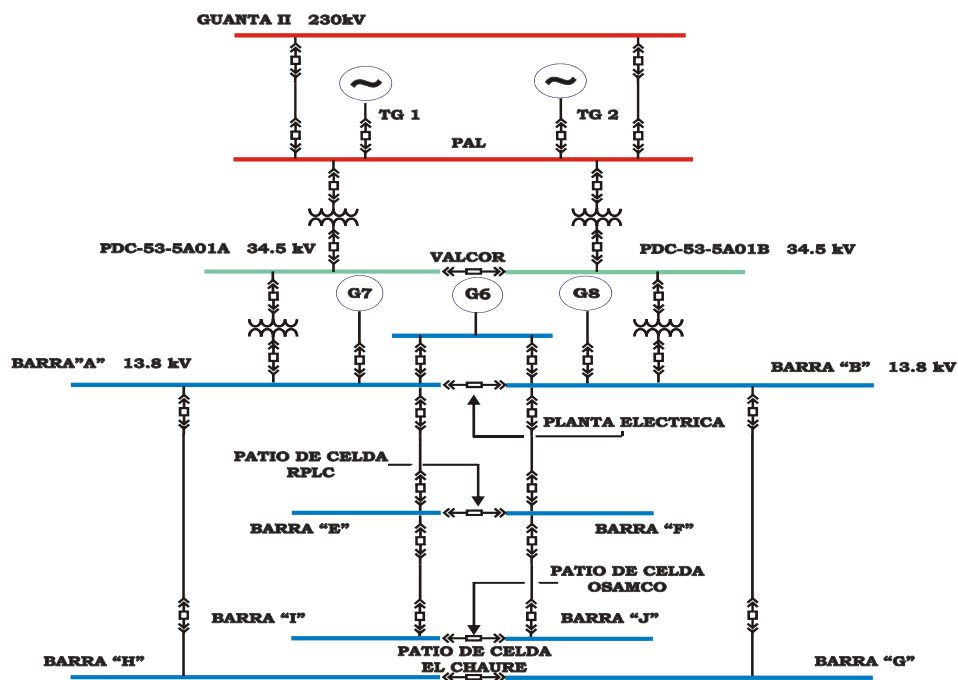 GUANTA II 230kV
TG 1
TG 2
PAL
PDC-53-5A01A 34.5 kV
VALCOR
PDC-53-5A01B 34.5 kV
G7
G6
G8
BARRA"A" 13.8 kV
BARRA "B" 13.8 kV
PLANTA ELECTRICA
PATIO DE CELDA
RPLC
BARRA "E"
BARRA "F"
PATIO DE CELDA
OSAMCO
BARRA "I"
BARRA "J"
PATIO DE CELDA
EL CHAURE
BARRA "H"
BARRA "G"